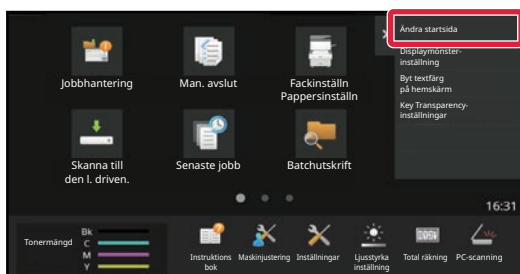 Jobbhantering
Man. avslut
Fackinställn
Pappersinställn
Skanna till
den l. driven.
Senaste jobb
Batchutskrift
Ändra startsida
Displaymönster-
inställning
Byt textfärg
på hemskärm
Key Transparency-
inställningar
16:31
Tonermängd
Bk
C
M
Y
Instruktions
bok
Maskinjustering
Inställningar
Ljusstyrka
inställning
Total räkning
PC-scanning